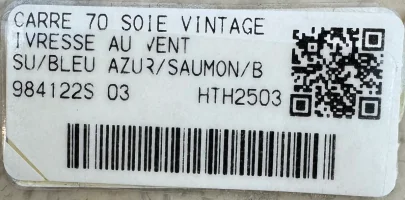 CARRE 70 SOIE VINTAGE
IVRESSE AU VENT
SU/BLEU AZUR/SAUMON/B
984122S 03 HTH2503